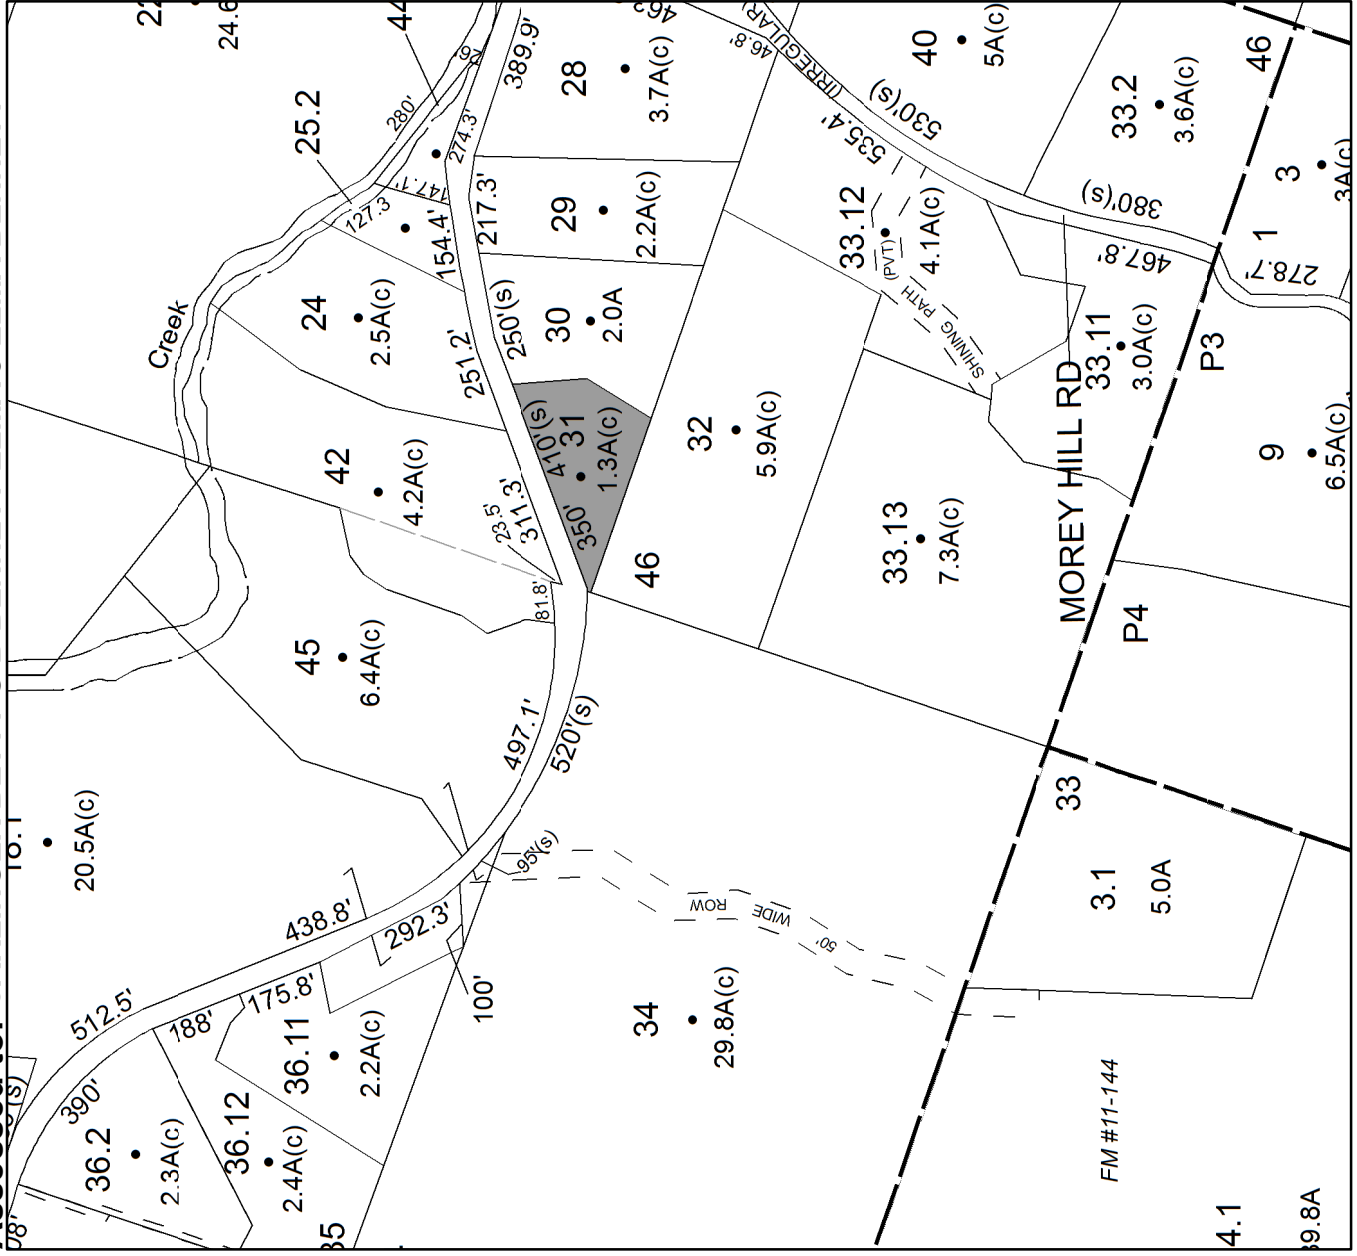 24.6
44
25.2
280'
389.9'
28
3.7A(c)
46.8'
(IRREGULAR)
40
5A(c)
46
33.2
3.6A(c)
3
530'(s)
535.4'
274.3'
147.1'
127.3
154.4'
217.3'
29
2.2A(c)
33.12
4.1A(c)
(PVT)
SHINING PATH
380'(s)
467.8'
1
278.7'
Creek
24
2.5A(c)
251.2'
250'(s)
30
2.0A
33.11
3.0A(c)
P3
410'(s)
31
1.3A(c)
350'
32
5.9A(c)
MOREY HILL RD
9
6.5A(c)
42
4.2A(c)
23.5'
311.3'
81.8'
46
33.13
7.3A(c)
P4
45
6.4A(c)
497.1'
520'(s)
33
20.5A(c)
95'(s)
3.1
5.0A
438.8'
292.3'
50' WIDE ROW
100'
512.5'
188'
175.8'
36.11
2.2A(c)
34
29.8A(c)
390'
36.2
2.3A(c)
36.12
2.4A(c)
FM #11-144
4.1